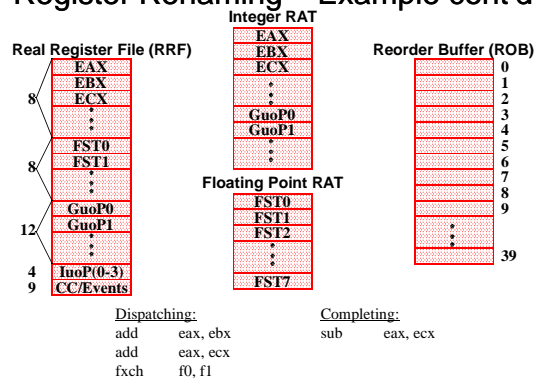 Register Renaming - Example cont'd
Integer RAT
Real Register File (RRF)
Reorder Buffer (ROB)
EAX
EBX
ECX
8
FST0
FST1
8
GuoP0
GuoP1
12
4 IuoP(0-3)
9 CC/Events
EAX
EBX
ECX
GuoP0
GuoP1
Floating Point RAT
FST0
FST1
FST2
FST7
0
1
2
3
4
5
6
7
8
9
39
Dispatching:
add eax, ebx
add eax, ecx
fxch f0, f1
Completing:
sub eax, ecx